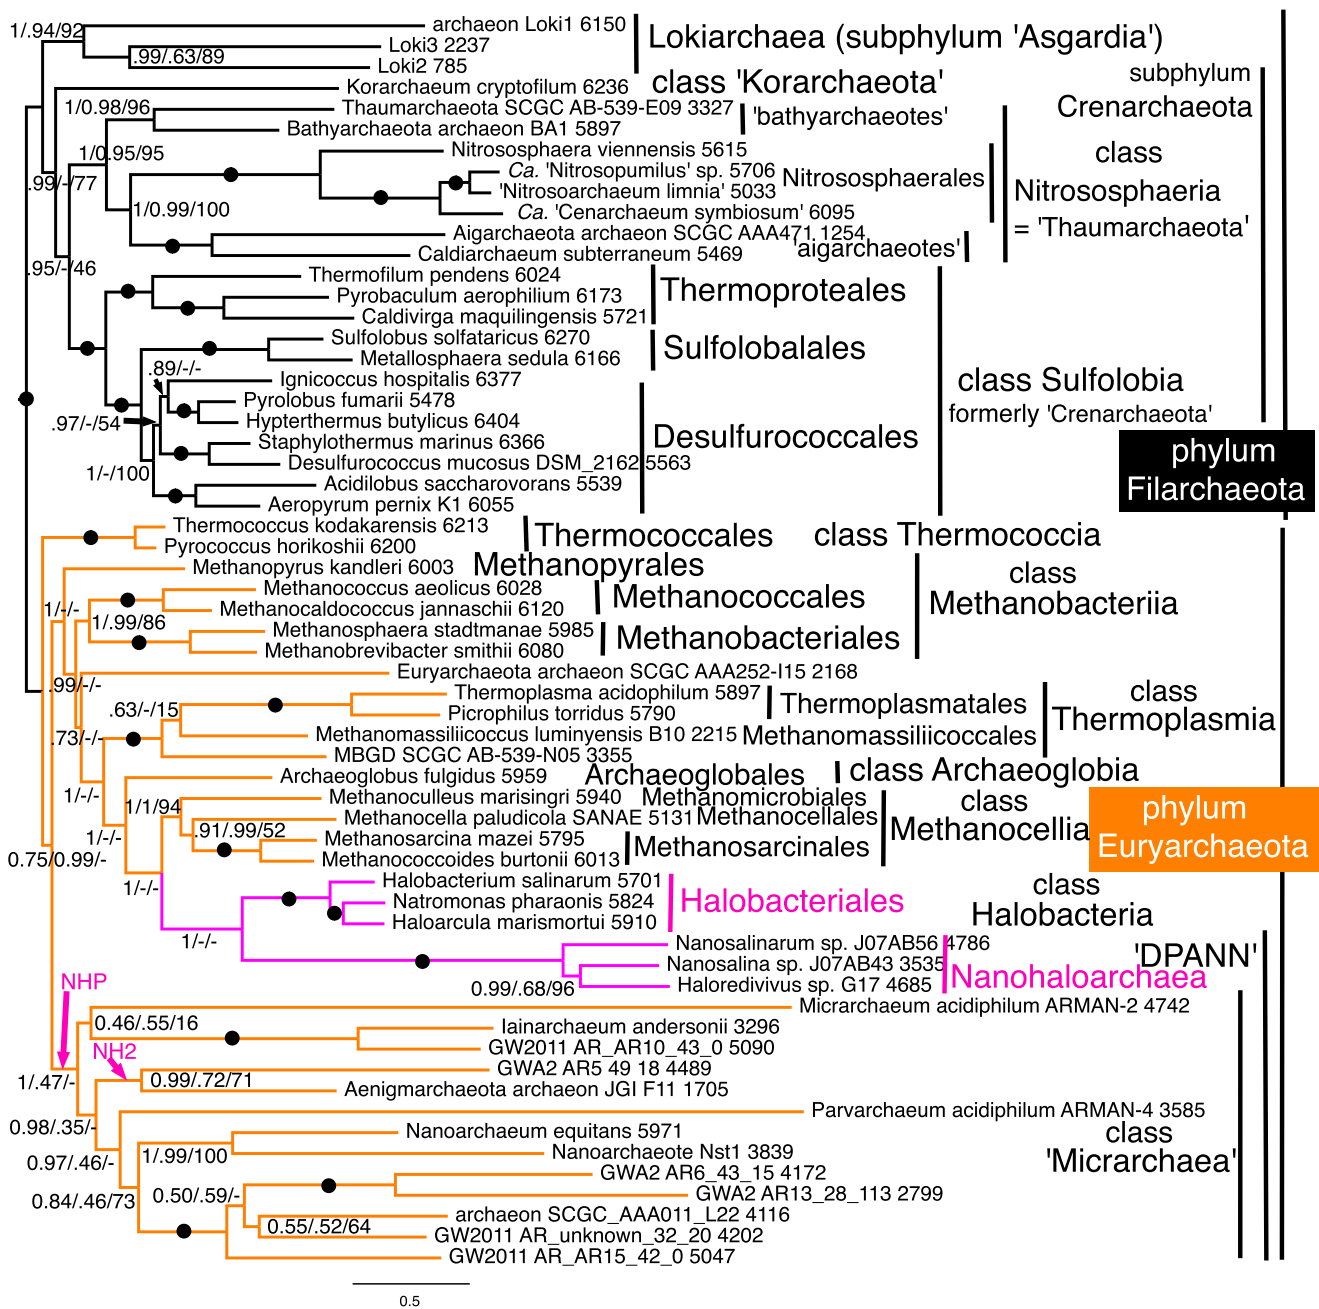 1/.94/92
archaeon Loki1 6150
Loki3 2237
.99/.63/89
Loki2 785
Lokiarchaea (subphylum 'Asgardia')
Korarchaeum cryptofilum 6236
class 'Korarchaeota'
subphylum
Crenarchaeota
1/0.98/96
Thaumarchaeota SCGC AB-539-E09 3327
Bathyarchaeota archaeon BA1 5897
'bathyarchaeotes'
1/0.95/95
Nitrososphaera viennensis 5615
Ca. 'Nitrosopumilus' sp. 5706
'Nitrosoarchaeum limnia' 5033
Ca. 'Cenarchaeum symbiosum' 6095
Nitrososphaerales
class
Nitrososphaeria
= 'Thaumarchaeota'
.99/-/77
1/0.99/100
Aigarchaeota archaeon SCGC AAA471 1254
Caldiarchaeum subterraneum 5469
'aigarchaeotes'
.95/-/46
Thermofilum pendens 6024
Pyrobaculum aerophilium 6173
Caldivirga maquilingensis 5721
Thermoproteales
Sulfolobus solfataricus 6270
Metallosphaera sedula 6166
Sulfolobalales
.89/-/-
Ignicoccus hospitalis 6377
Pyrolobus fumarii 5478
Hypterthermus butylicus 6404
.97/-/54
Staphylothermus marinus 6366
Desulfurococcus mucosus DSM_2162 5563
1/-/100
Acidilobus saccharovorans 5539
Aeropyrum pernix K1 6055
Desulfurococcales
class Sulfolobia
formerly 'Crenarchaeota'
phylum
Filarchaeota
Thermococcus kodakarensis 6213
Pyrococcus horikoshii 6200
Thermococcales
class Thermococcia
Methanopyrus kandleri 6003
Methanopyrales
1/-/-
Methanococcus aeolicus 6028
Methanocaldococcus jannaschii 6120
Methanococcales
class
Methanobacteriia
1/.99/86
Methanosphaera stadtmanae 5985
Methanobrevibacter smithii 6080
Methanobacteriales
.99/-/-
Euryarchaeota archaeon SCGC AAA252-I15 2168
.63/-/15
Thermoplasma acidophilum 5897
Picrophilus torridus 5790
Thermoplasmatales
class
Thermoplasmia
.73/-/-
Methanomassiliicoccus luminyensis B10 2215
Methanomassiliicoccales
MBGD SCGC AB-539-N05 3355
Archaeoglobus fulgidus 5959
Archaeoglobales
class Archaeoglobia
1/-/-
1/1/94
Methanoculleus marisingri 5940
Methanomicrobiales
Methanocella paludicola SANAE 5131
Methanocellales
1/-/-
.91/.99/52
Methanosarcina mazei 5795
Methanococcoides burtonii 6013
Methanosarcinales
class
Methanocellia
phylum
Euryarchaeota
0.75/0.99/-
1/-/-
Halobacterium salinarum 5701
Natromonas pharaonis 5824
Haloarcula marismortui 5910
Halobacteriales
class
Halobacteria
1/-/-
Nanosalinarum sp. J07AB56 4786
Nanosalina sp. J07AB43 3535
Haloredivivus sp. G17 4685
0.99/.68/96
Nanohaloarchaea
'DPANN'
NHP
Micrarchaeum acidiphilum ARMAN-2 4742
0.46/.55/16
Iainarchaeum andersonii 3296
GW2011 AR_AR10_43_0 5090
NH2
GWA2 AR5 49 18 4489
0.99/.72/71
1/.47/-
Aenigmarchaeota archaeon JGI F11 1705
Parvarchaeum acidiphilum ARMAN-4 3585
0.98/.35/-
Nanoarchaeum equitans 5971
Nanoarchaeote Nst1 3839
1/.99/100
class
'Micrarchaea'
0.97/.46/-
GWA2 AR6_43_15 4172
GWA2 AR13_28_113 2799
0.50/.59/-
0.84/.46/73
archaeon SCGC_AAA011_L22 4116
0.55/.52/64
GW2011 AR_unknown_32_20 4202
GW2011 AR_AR15_42_0 5047
0.5